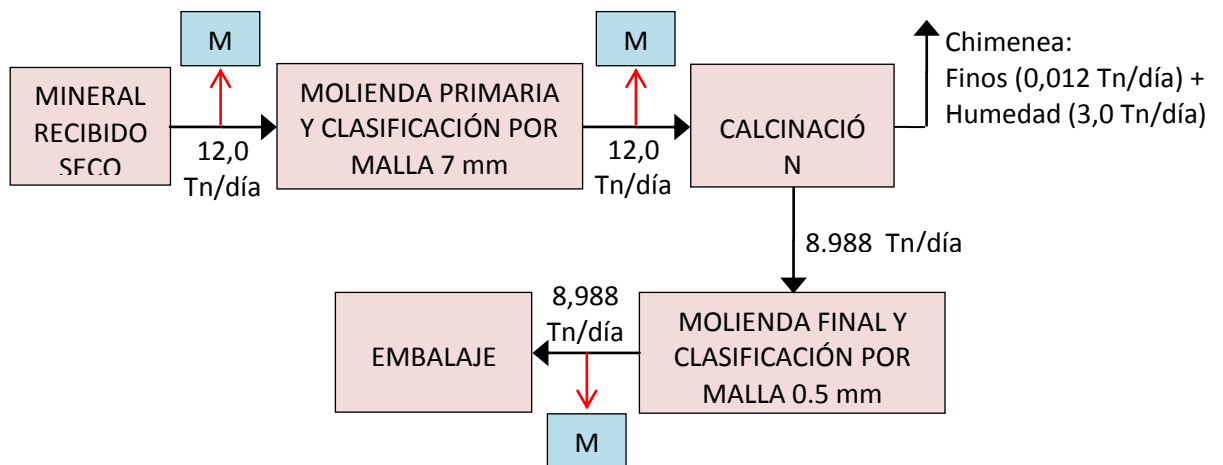 M
M
MINERAL
RECIBIDO
SECO
12,0
Tn/día
MOLIENDA PRIMARIA
Y CLASIFICACIÓN POR
MALLA 7 mm
12,0
Tn/día
CALCINACIÓ
N
Chimenea:
Finos (0,012 Tn/día) +
Humedad (3,0 Tn/día)
8.988 Tn/día
MOLIENDA FINAL Y
CLASIFICACIÓN POR
MALLA 0.5 mm
8,988
Tn/día
EMBALAJE
M